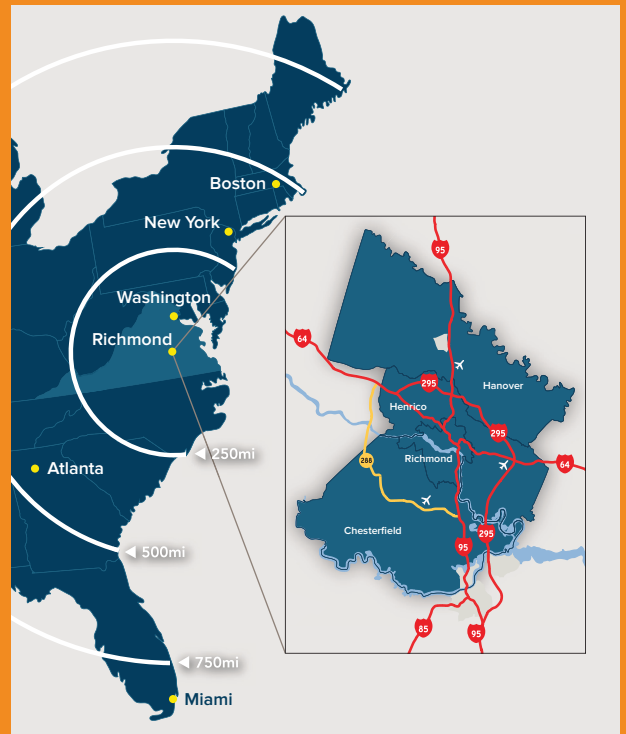 Boston
New York
Washington
Richmond
250mi
Atlanta
500mi
750mi
Miami
95
64
295
Hanover
Henrico
295
Richmond
288
64
Chesterfield
295
95
85
95